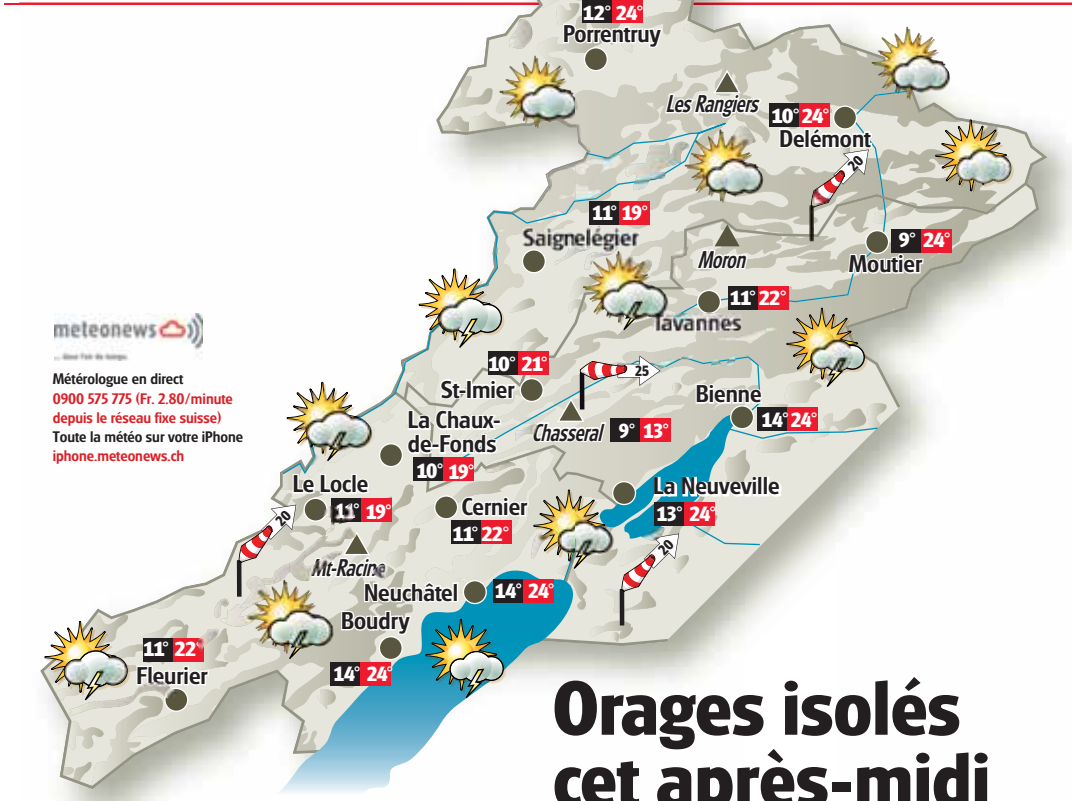 12° 24°
Porrentruy
Les Rangiers
10° 24°
Delémont
20
11° 19°
Saignelégier
Moron
9° 24°
Moutier
11° 22°
Tavannes
meteonews
Météorologue en direct
0900 575 775 (Fr. 2.80/minute
depuis le réseau fixe suisse)
Toute la météo sur votre iPhone
iphone.meteonews.ch
10° 21°
St-Imier
25
Chasseral 9° 13°
Bienne
14° 24°
La Chaux-
de-Fonds
10° 19°
Le Locle
11° 19°
20
Mt-Racine
Cernier
11° 22°
La Neuveville
13° 24°
20
Neuchâtel 14° 24°
Boudry
14° 24°
11° 22°
Fleurier
Orages isolés
cet après-midi